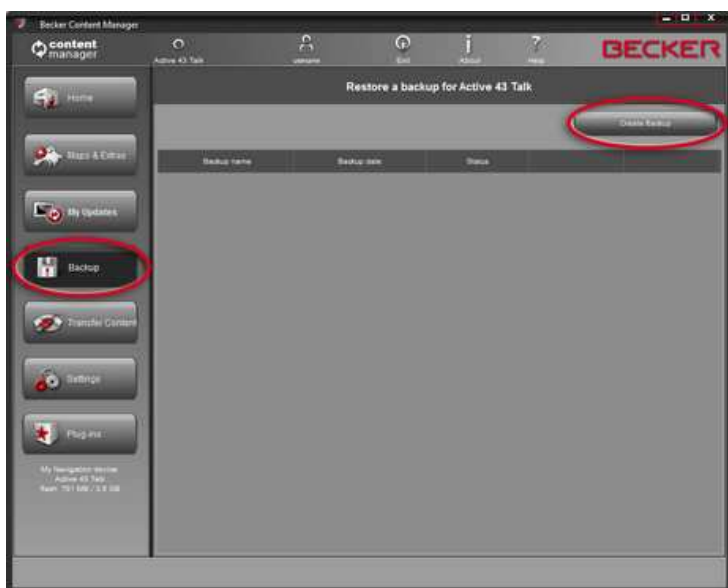 Becker Content Manager
content manager
Active 43 Talk
username
Exit
About
Help
BECKER
Home
Maps & Extras
My Updates
Backup
Transfer Content
Settings
Plug-ins
My Navigation device
Active 43 Talk
Restore a backup for Active 43 Talk
Create Backup
Backup name
Backup date
Status